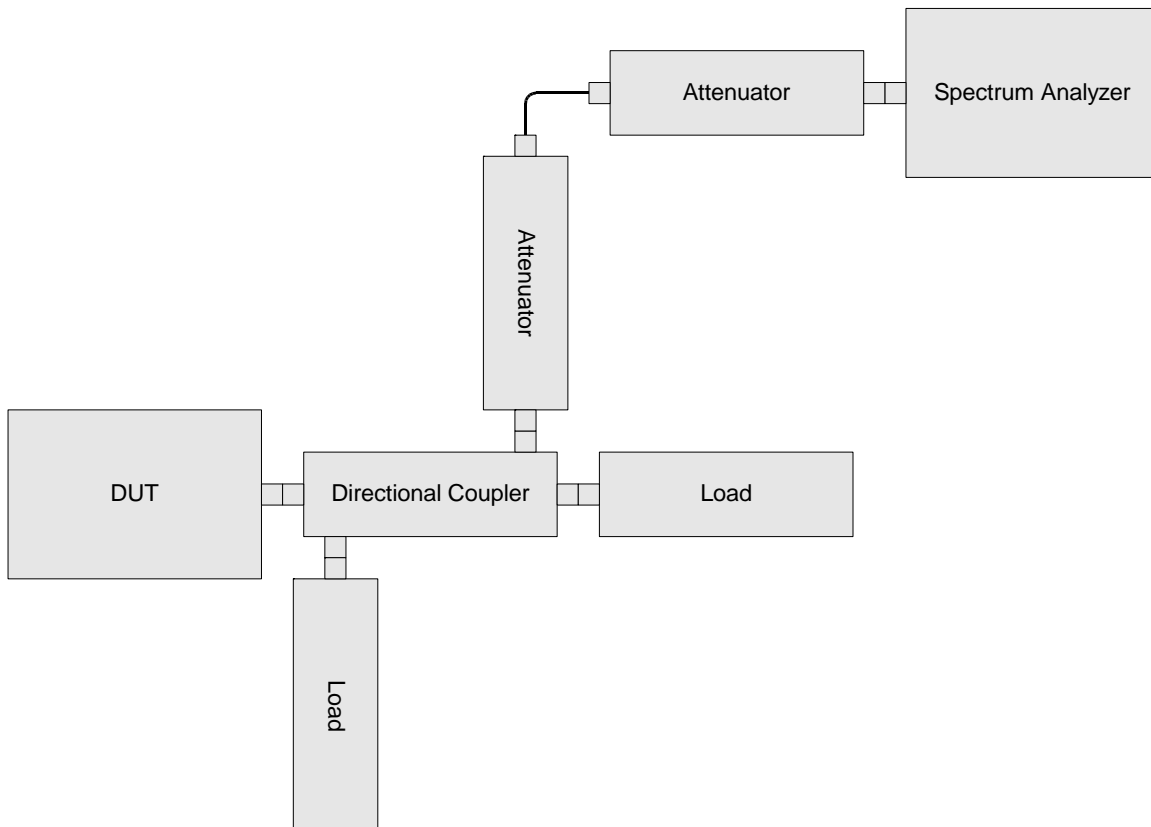 Attenuator
Spectrum Analyzer
Attenuator
DUT
Directional Coupler
Load
Load